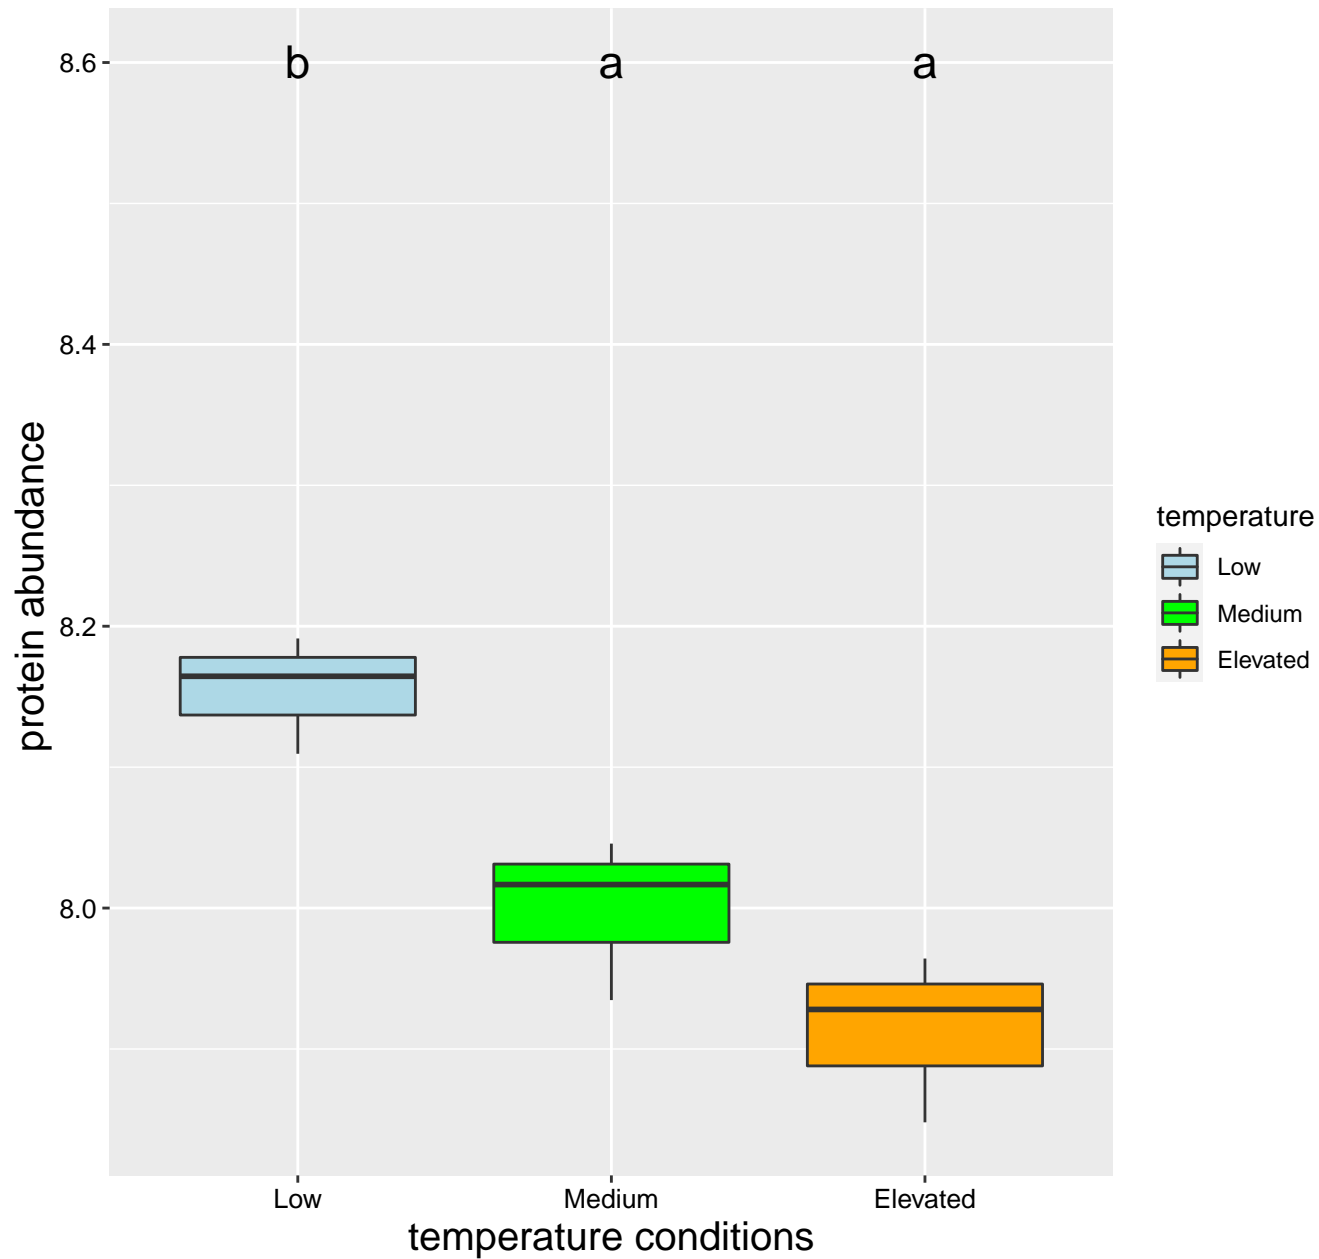 b a a
8.6
8.4
8.2
8.0
protein abundance
Low Medium Elevated
temperature conditions
temperature
Low
Medium
Elevated